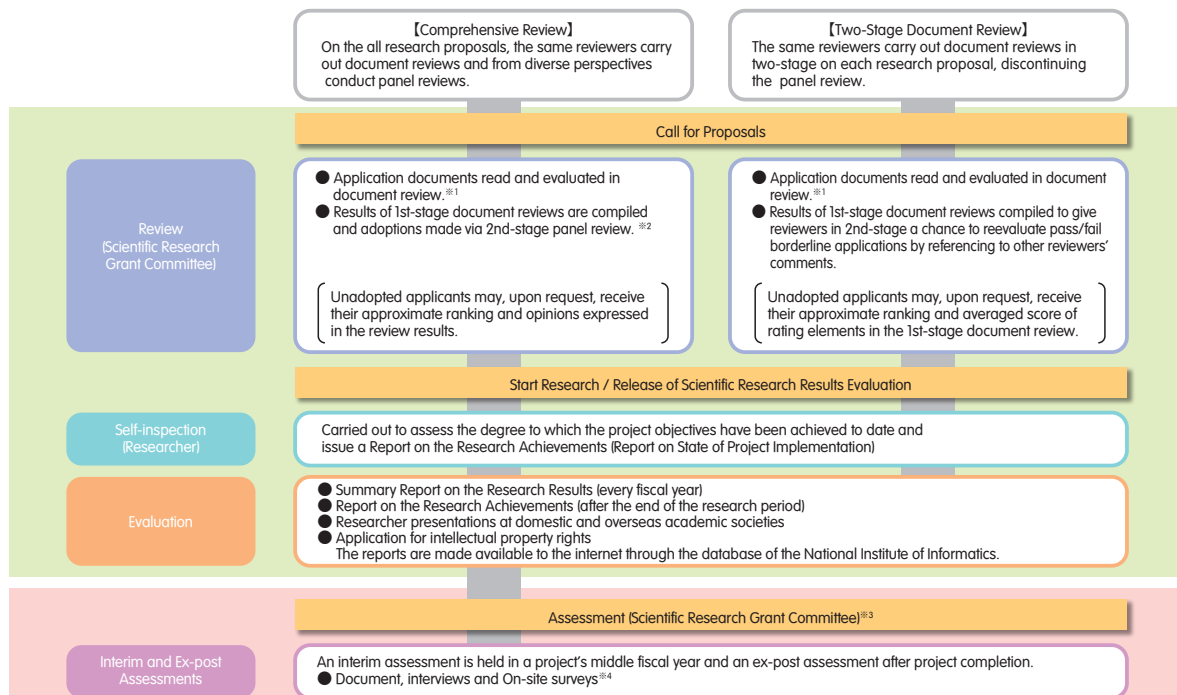 【Comprehensive Review】
On the all research proposals, the same reviewers carry
out document reviews and from diverse perspectives
conduct panel reviews.
【Two-Stage Document Review】
The same reviewers carry out document reviews in
two-stage on each research proposal, discontinuing
the panel review.
Call for Proposals
Review
(Scientific Research
Grant Committee)
● Application documents read and evaluated in
document review.※1
● Results of 1st-stage document reviews are compiled
and adoptions made via 2nd-stage panel review. ※2
Unadopted applicants may, upon request, receive
their approximate ranking and opinions expressed
in the review results.
● Application documents read and evaluated in document
review.※1
● Results of 1st-stage document reviews compiled to give
reviewers in 2nd-stage a chance to reevaluate pass/fail
borderline applications by referencing to other reviewers'
comments.
Unadopted applicants may, upon request, receive
their approximate ranking and averaged score of
rating elements in the 1st-stage document review.
Start Research / Release of Scientific Research Results Evaluation
Self-inspection
(Researcher)
Carried out to assess the degree to which the project objectives have been achieved to date and
issue a Report on the Research Achievements (Report on State of Project Implementation)
Evaluation
● Summary Report on the Research Results (every fiscal year)
● Report on the Research Achievements (after the end of the research period)
● Researcher presentations at domestic and overseas academic societies
● Application for intellectual property rights
The reports are made available to the internet through the database of the National Institute of Informatics.
Assessment (Scientific Research Grant Committee)※3
Interim and Ex-post
Assessments
An interim assessment is held in a project's middle fiscal year and an ex-post assessment after project completion.
● Document, interviews and On-site surveys※4